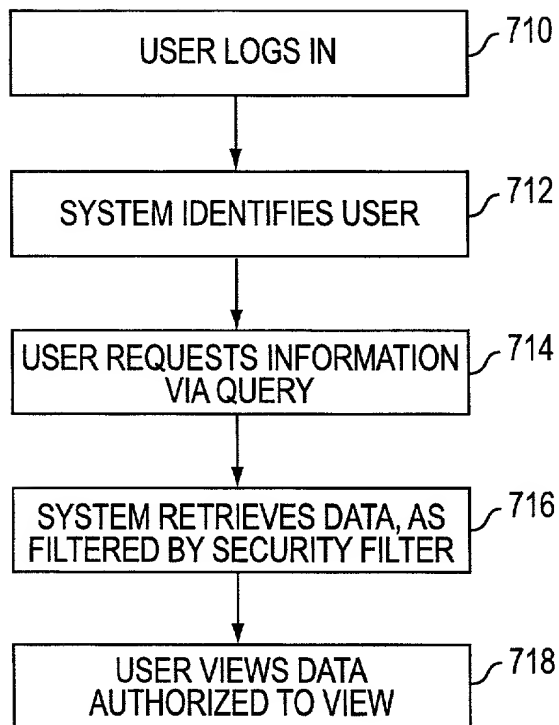 USER LOGS IN
710
SYSTEM IDENTIFIES USER
712
USER REQUESTS INFORMATION
VIA QUERY
714
SYSTEM RETRIEVES DATA, AS
FILTERED BY SECURITY FILTER
716
USER VIEWS DATA
AUTHORIZED TO VIEW
718